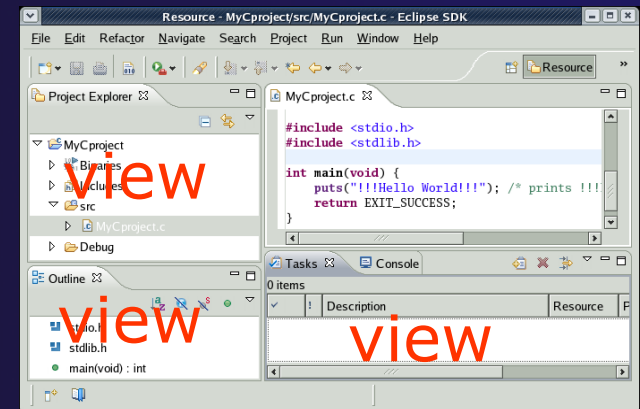 Resource - MyCproject/src/MyCproject.c - Eclipse SDK
File Edit Refactor Navigate Search Project Run Window Help
010
Resource »
Project Explorer
MyCproject
Binaries
Includes
src
MyCproject.c
Debug
view
MyCproject.c
#include <stdio.h>
#include <stdlib.h>
int main(void) {
puts("!!!Hello World!!!"); /* prints !!!
return EXIT_SUCCESS;
}
Outline
stdio.h
stdlib.h
main(void) : int
view
Tasks Console
0 items
! Description Resource P
view